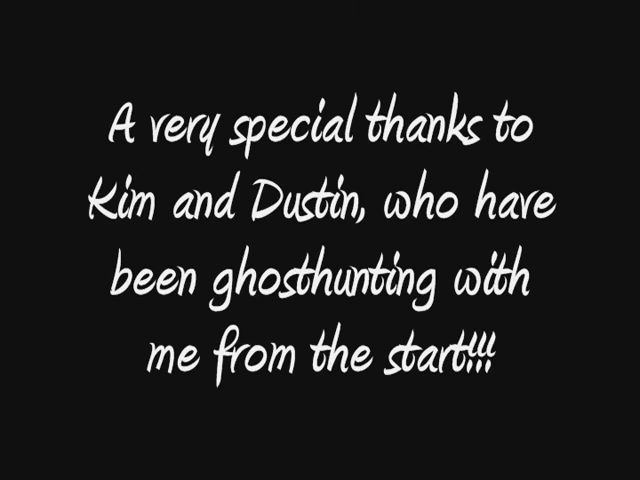 A very special thanks to
Kim and Dustin, who have
been ghosthunting with
me from the start!!!